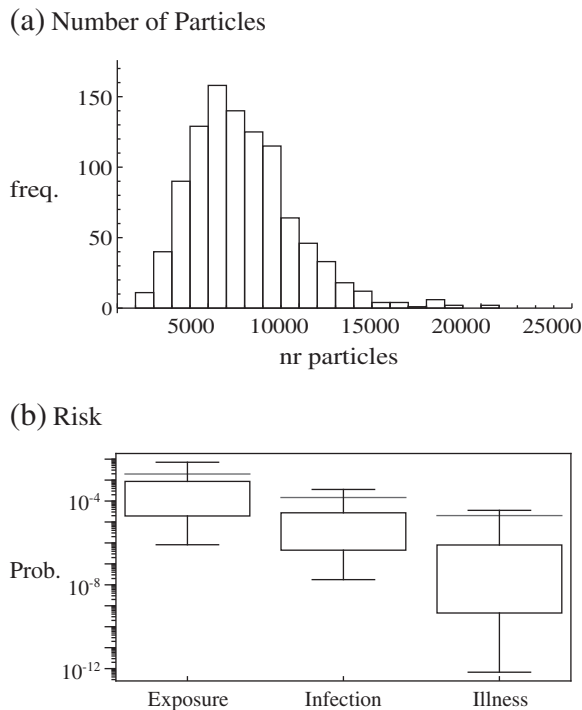 (a) Number of Particles
150
100
freq.
50
0
5000 10000 15000 20000 25000
nr particles
(b) Risk
10-4
Prob.
10-8
10-12
Exposure Infection Illness